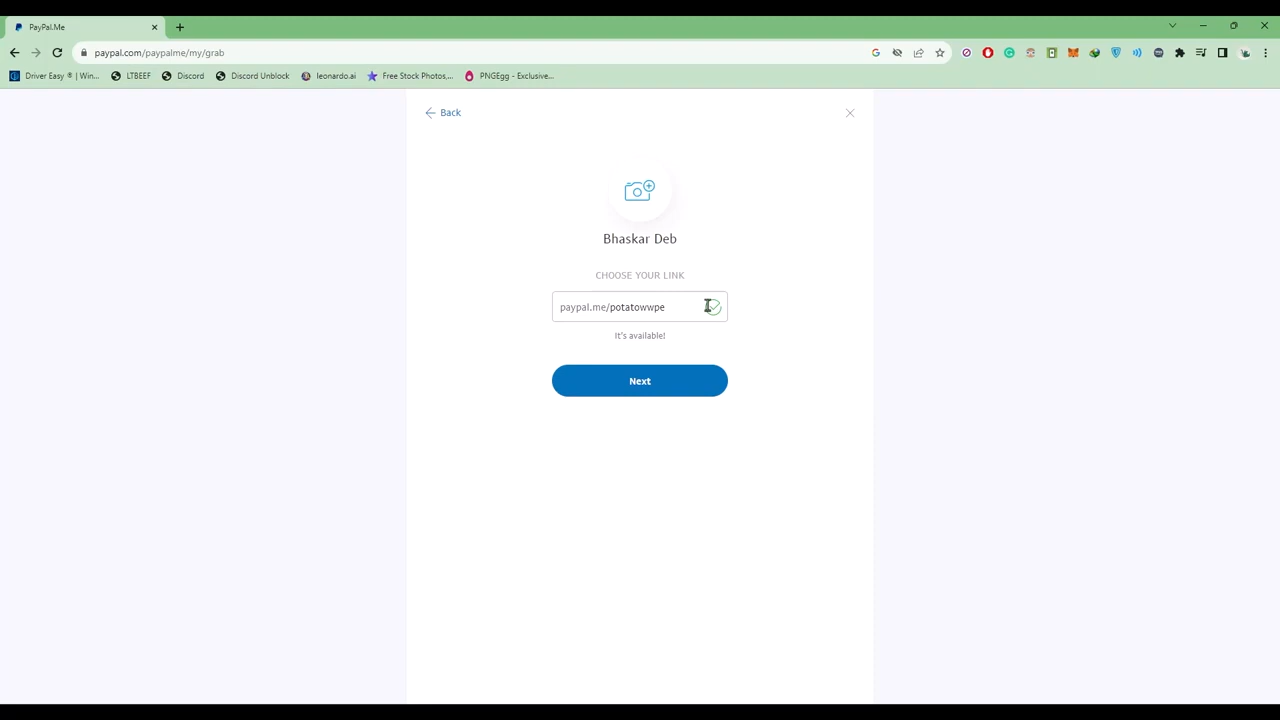 PayPal.Me
paypal.com/paypalme/my/grab
Driver Easy ® | Win... LTBEEF Discord Discord Unblock leonardo.ai Free Stock Photos,... PNGEgg - Exclusive...
Back
Bhaskar Deb
CHOOSE YOUR LINK
paypal.me/potatowwpe
It's available!
Next